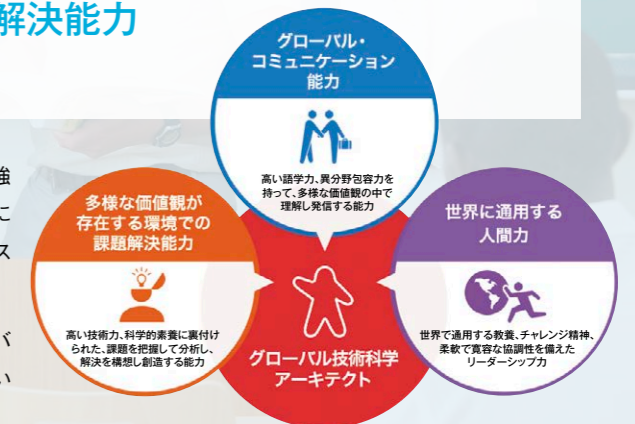 解決能力
グローバル・
コミュニケーション
能力
高い語学力、異分野包容力を
持って、多様な価値観の中で
理解し発信する能力
強
に
ス
バ
い
多様な価値観が
存在する環境での
課題解決能力
高い技術力、科学的素養に裏付け
られた、課題を把握して分析し、
解決を構想し創造する能力
世界に通用する
人間力
世界で通用する教養、チャレンジ精神、
柔軟で寛容な協調性を備えた
リーダーシップ力
グローバル技術科学
アーキテクト